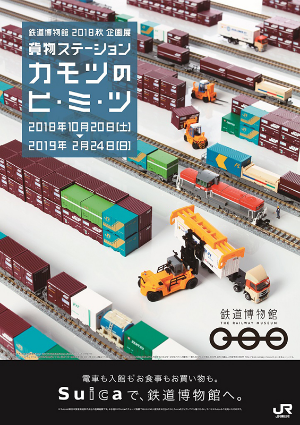 鉄道博物館 2018秋 企画展
貨物ステーション
カモツの
ヒ・ミ・ツ
2018年10月20日(土)
2019年 2月24日(日)
鉄道博物館
THE RAILWAY MUSEUM
電車も入館もお食事もお買い物も。
Suicaで、鉄道博物館へ。
JR